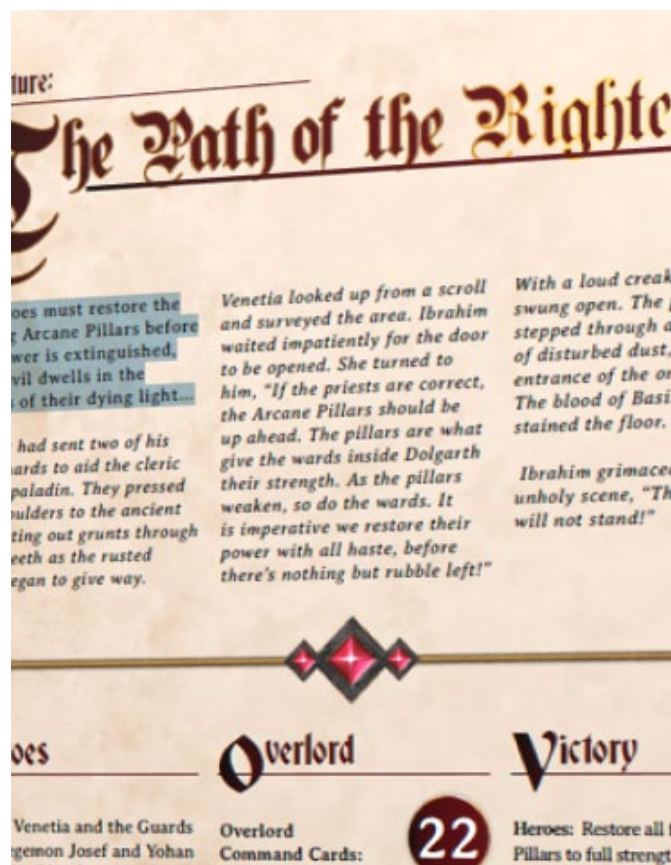 ture:
The Path of the Righteo
oes must restore the
Arcane Pillars before
wer is extinguished,
vil dwells in the
of their dying light....
had sent two of his
ards to aid the cleric
paladin. They pressed
oulders to the ancient
ting out grunts through
eeth as the rusted
egan to give way.
Venetia looked up from a scroll
and surveyed the area. Ibrahim
waited impatiently for the door
to be opened. She turned to
him, “If the priests are correct,
the Arcane Pillars should be
up ahead. The pillars are what
give the wards inside Dolgarth
their strength. As the pillars
weaken, so do the wards. It
is imperative we restore their
power with all haste, before
there’s nothing but rubble left!”
With a loud creak
swung open. The
stepped through
of disturbed dust,
entrance of the
The blood of Basi
stained the floor.
Ibrahim grimaced
unholy scene, “Th
will not stand!”
oes
Venetia and the Guards
gemon Josef and Yohan
Overlord
Overlord
Command Cards:
22
Victory
Heroes: Restore all
Pillars to full strengt